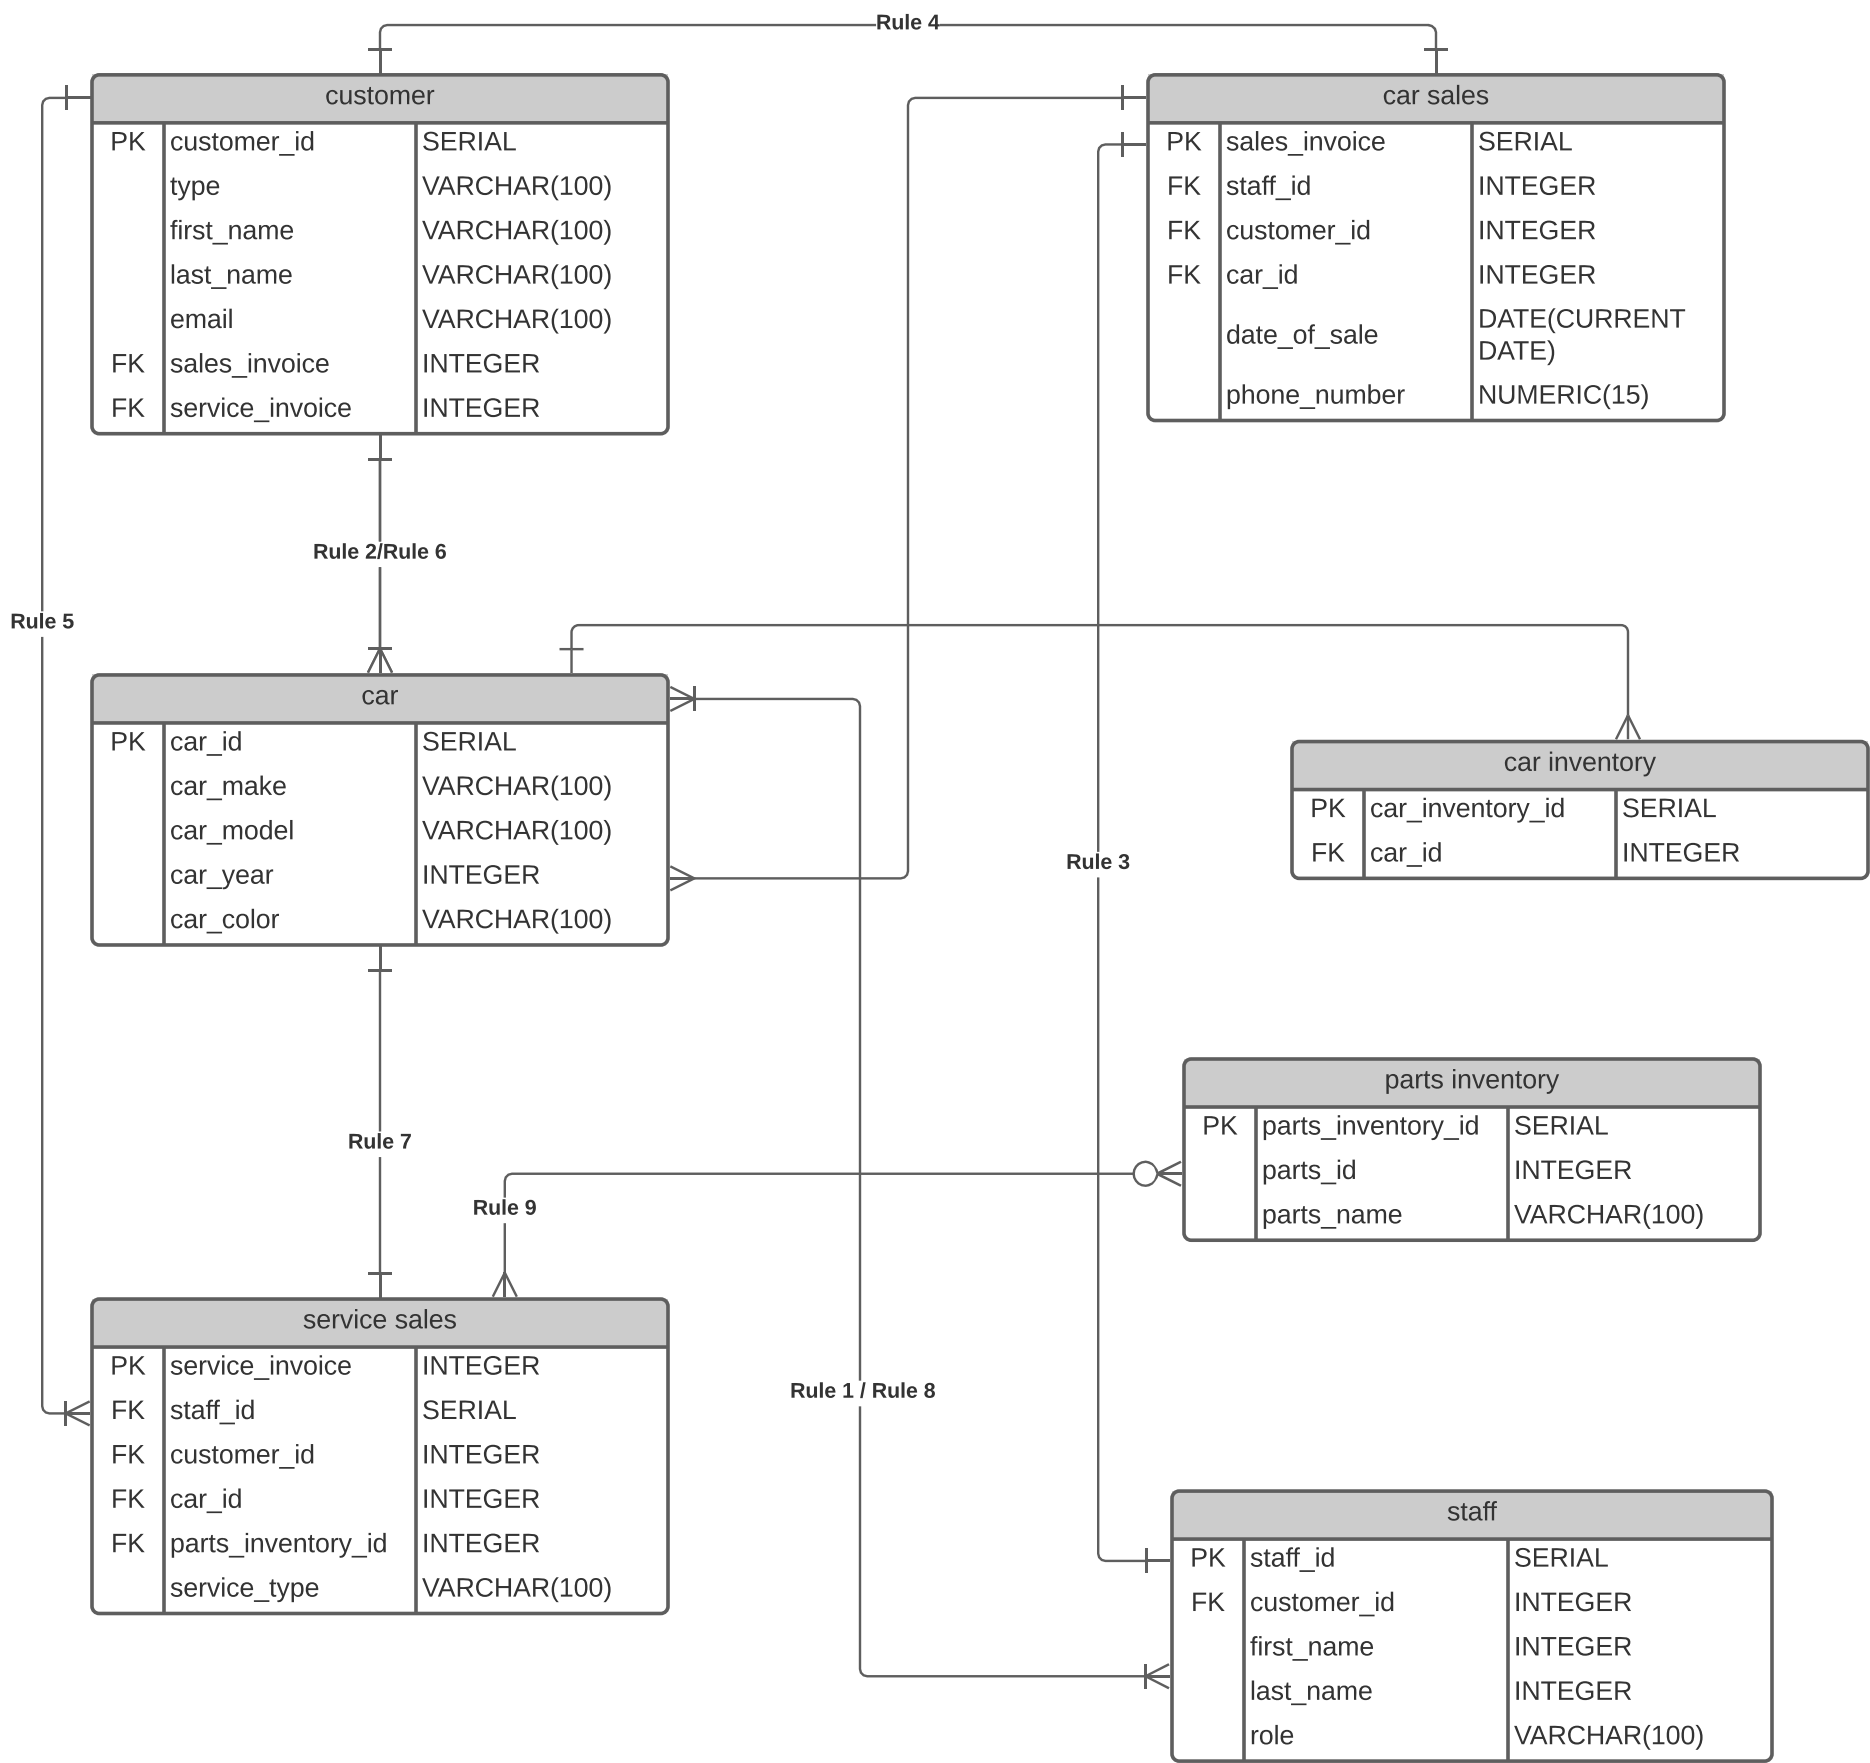 Rule 4
customer
PK customer_id SERIAL
type VARCHAR(100)
first_name VARCHAR(100)
last_name VARCHAR(100)
email VARCHAR(100)
FK sales_invoice INTEGER
FK service_invoice INTEGER
car sales
PK sales_invoice SERIAL
FK staff_id INTEGER
FK customer_id INTEGER
FK car_id INTEGER
date_of_sale DATE(CURRENT
DATE)
phone_number NUMERIC(15)
Rule 2/Rule 6
Rule 5
car
PK car_id SERIAL
car_make VARCHAR(100)
car_model VARCHAR(100)
car_year INTEGER
car_color VARCHAR(100)
car inventory
PK car_inventory_id SERIAL
FK car_id INTEGER
Rule 3
parts inventory
PK parts_inventory_id SERIAL
parts_id INTEGER
parts_name VARCHAR(100)
Rule 7
Rule 9
service sales
PK service_invoice INTEGER
FK staff_id SERIAL
FK customer_id INTEGER
FK car_id INTEGER
FK parts_inventory_id INTEGER
service_type VARCHAR(100)
Rule 1 / Rule 8
staff
PK staff_id SERIAL
FK customer_id INTEGER
first_name INTEGER
last_name INTEGER
role VARCHAR(100)